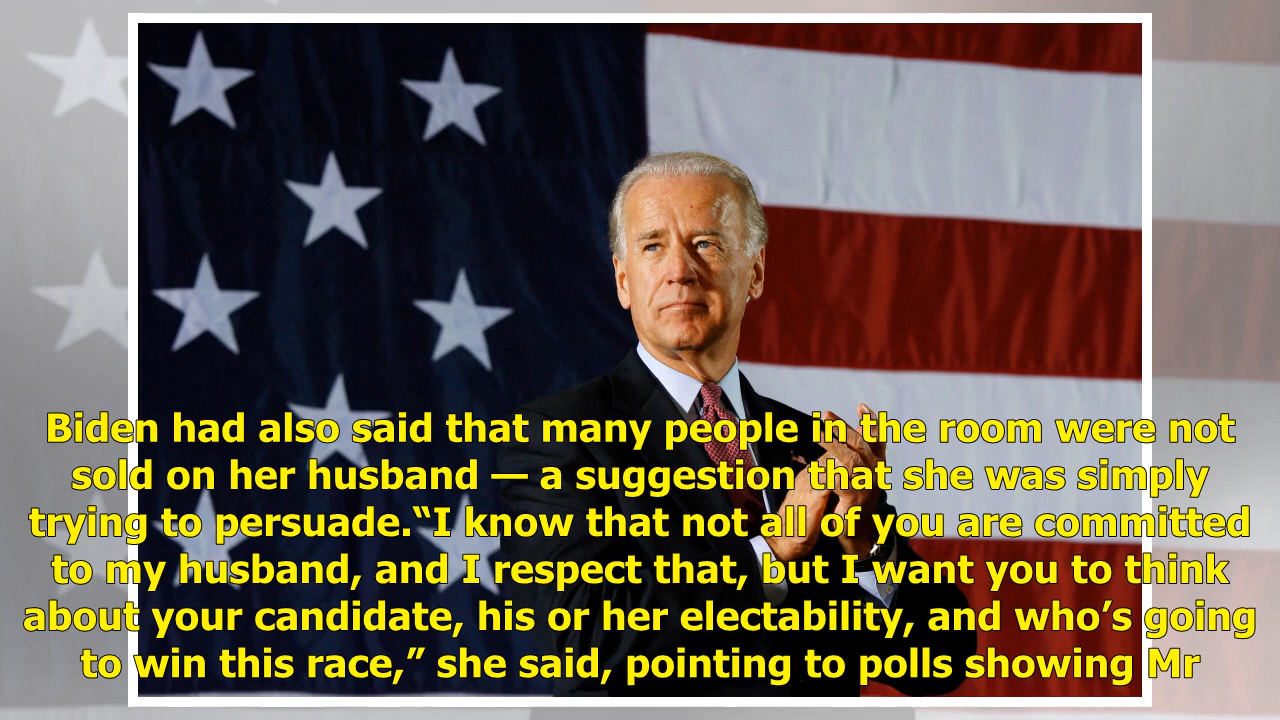 Biden had also said that many people in the room were not
sold on her husband — a suggestion that she was simply
trying to persuade.“I know that not all of you are committed
to my husband, and I respect that, but I want you to think
about your candidate, his or her electability, and who’s going
to win this race,” she said, pointing to polls showing Mr